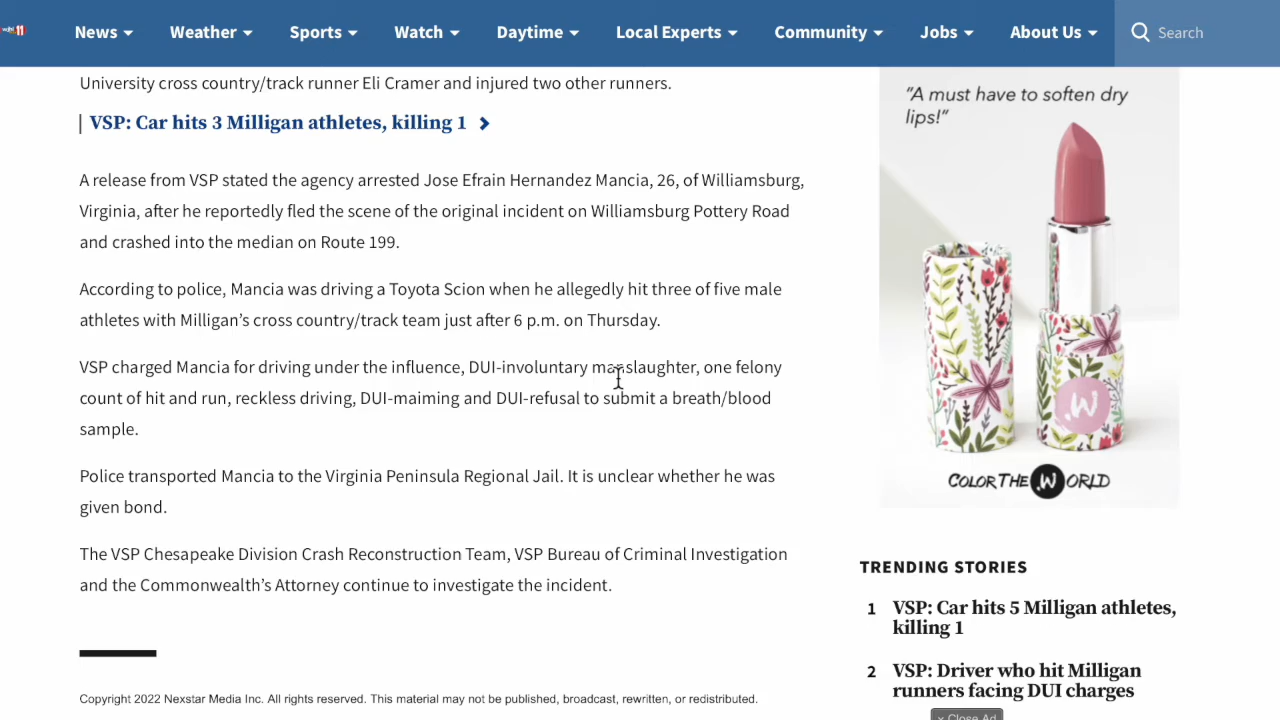 News
Weather
Sports
Watch
Daytime
Local Experts
Community
Jobs
About Us
Search
University cross country/track runner Eli Cramer and injured two other runners.
VSP: Car hits 3 Milligan athletes, killing 1
A release from VSP stated the agency arrested Jose Efrain Hernandez Mancia, 26, of Williamsburg,
Virginia, after he reportedly fled the scene of the original incident on Williamsburg Pottery Road
and crashed into the median on Route 199.
According to police, Mancia was driving a Toyota Scion when he allegedly hit three of five male
athletes with Milligan’s cross country/track team just after 6 p.m. on Thursday.
VSP charged Mancia for driving under the influence, DUI-involuntary manslaughter, one felony
count of hit and run, reckless driving, DUI-maiming and DUI-refusal to submit a breath/blood
sample.
Police transported Mancia to the Virginia Peninsula Regional Jail. It is unclear whether he was
given bond.
The VSP Chesapeake Division Crash Reconstruction Team, VSP Bureau of Criminal Investigation
and the Commonwealth’s Attorney continue to investigate the incident.
Copyright 2022 Nexstar Media Inc. All rights reserved. This material may not be published, broadcast, rewritten, or redistributed.
“A must have to soften dry
lips!”
.W
COLOR THE .WORLD
TRENDING STORIES
1 VSP: Car hits 5 Milligan athletes,
killing 1
2 VSP: Driver who hit Milligan
runners facing DUI charges
x Close Ad